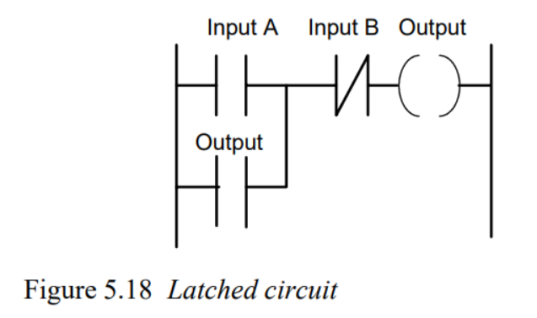 Input A Input B Output
Output
Figure 5.18 Latched circuit